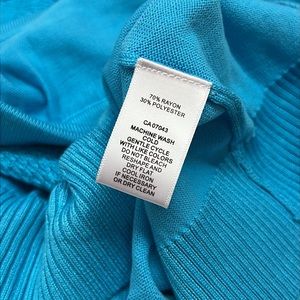 70% RAYON
30% POLYESTER
CA 07043
MACHINE WASH
COLD
GENTLE CYCLE
WITH LIKE COLORS
DO NOT BLEACH
RESHAPE AND
DRY FLAT
COOL IRON
IF NECESSARY
OR DRY CLEAN